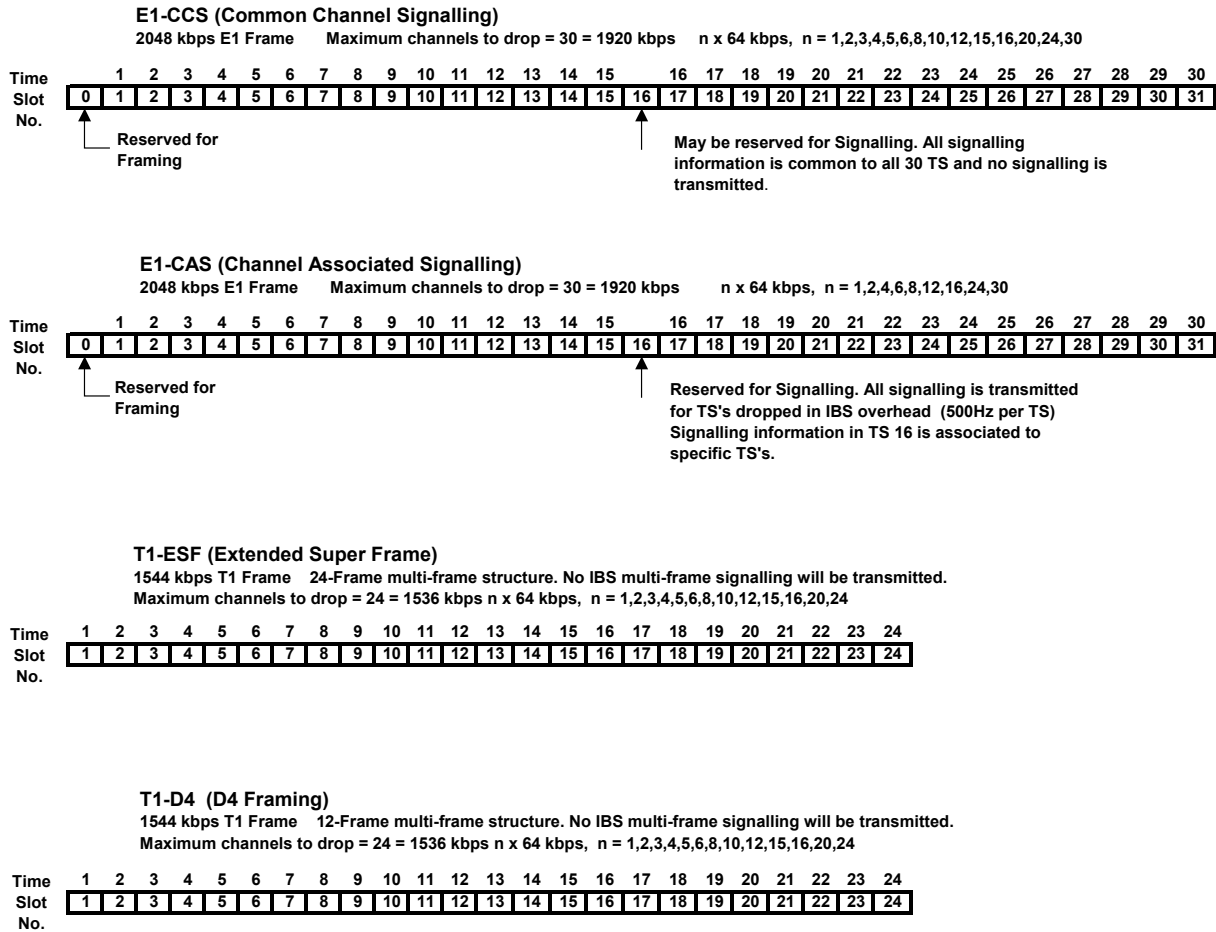 E1-CCS (Common Channel Signalling)
2048 kbps E1 Frame Maximum channels to drop = 30 = 1920 kbps n x 64 kbps, n = 1,2,3,4,5,6,8,10,12,15,16,20,24,30
Time 1 2 3 4 5 6 7 8 9 10 11 12 13 14 15 16 17 18 19 20 21 22 23 24 25 26 27 28 29 30
Slot 0 1 2 3 4 5 6 7 8 9 10 11 12 13 14 15 16 17 18 19 20 21 22 23 24 25 26 27 28 29 30 31
No.
Reserved for
Framing
May be reserved for Signalling. All signalling
information is common to all 30 TS and no signalling is
transmitted.
E1-CAS (Channel Associated Signalling)
2048 kbps E1 Frame Maximum channels to drop = 30 = 1920 kbps n x 64 kbps, n = 1,2,4,6,8,12,16,24,30
Time 1 2 3 4 5 6 7 8 9 10 11 12 13 14 15 16 17 18 19 20 21 22 23 24 25 26 27 28 29 30
Slot 0 1 2 3 4 5 6 7 8 9 10 11 12 13 14 15 16 17 18 19 20 21 22 23 24 25 26 27 28 29 30 31
No.
Reserved for
Framing
Reserved for Signalling. All signalling is transmitted
for TS's dropped in IBS overhead (500Hz per TS)
Signalling information in TS 16 is associated to
specific TS's.
T1-ESF (Extended Super Frame)
1544 kbps T1 Frame 24-Frame multi-frame structure. No IBS multi-frame signalling will be transmitted.
Maximum channels to drop = 24 = 1536 kbps n x 64 kbps, n = 1,2,3,4,5,6,8,10,12,15,16,20,24
Time 1 2 3 4 5 6 7 8 9 10 11 12 13 14 15 16 17 18 19 20 21 22 23 24
Slot 1 2 3 4 5 6 7 8 9 10 11 12 13 14 15 16 17 18 19 20 21 22 23 24
No.
T1-D4 (D4 Framing)
1544 kbps T1 Frame 12-Frame multi-frame structure. No IBS multi-frame signalling will be transmitted.
Maximum channels to drop = 24 = 1536 kbps n x 64 kbps, n = 1,2,3,4,5,6,8,10,12,15,16,20,24
Time 1 2 3 4 5 6 7 8 9 10 11 12 13 14 15 16 17 18 19 20 21 22 23 24
Slot 1 2 3 4 5 6 7 8 9 10 11 12 13 14 15 16 17 18 19 20 21 22 23 24
No.